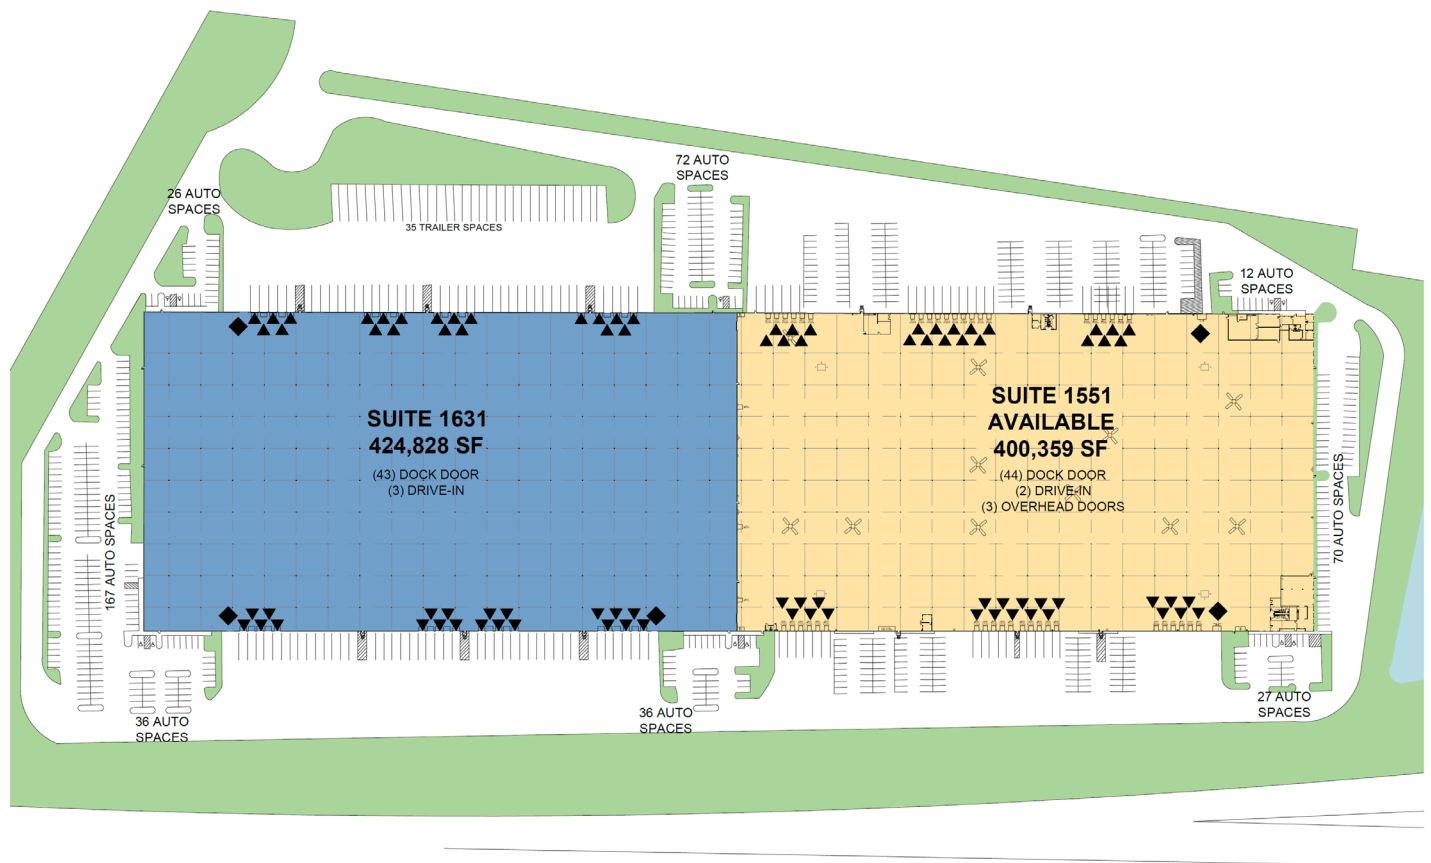 72 AUTO
SPACES
26 AUTO
SPACES
35 TRAILER SPACES
12 AUTO
SPACES
SUITE 1631
424,828 SF
(43) DOCK DOOR
(3) DRIVE-IN
SUITE 1551
AVAILABLE
400,359 SF
(44) DOCK DOOR
(2) DRIVE-IN
(3) OVERHEAD DOORS
167 AUTO SPACES
70 AUTO SPACES
36 AUTO
SPACES
36 AUTO
SPACES
27 AUTO
SPACES